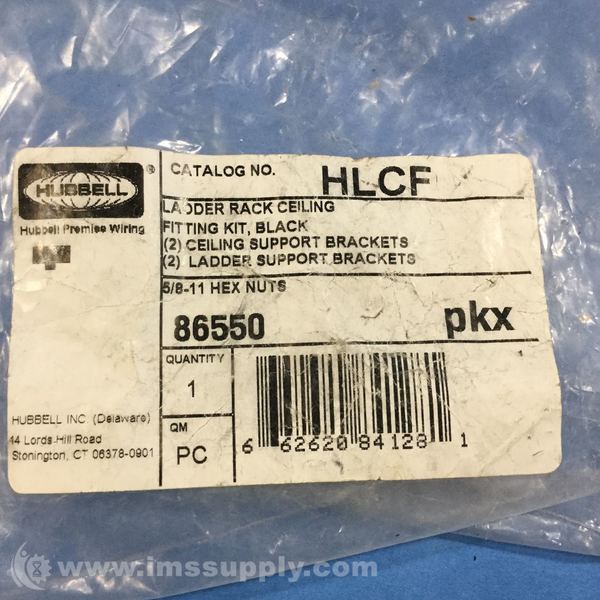 HUBBELL®
Hubbell Premise Wiring
CATALOG NO. HLCF
LADDER RACK CEILING
FITTING KIT, BLACK
(2) CEILING SUPPORT BRACKETS
(2) LADDER SUPPORT BRACKETS
5/8-11 HEX NUTS
86550 pkx
QUANTITY
1
QM
PC
6 62620 84128 1
HUBBELL INC. (Delaware)
44 Lords Hill Road
Stonington, CT 06378-0901
www.imssupply.com